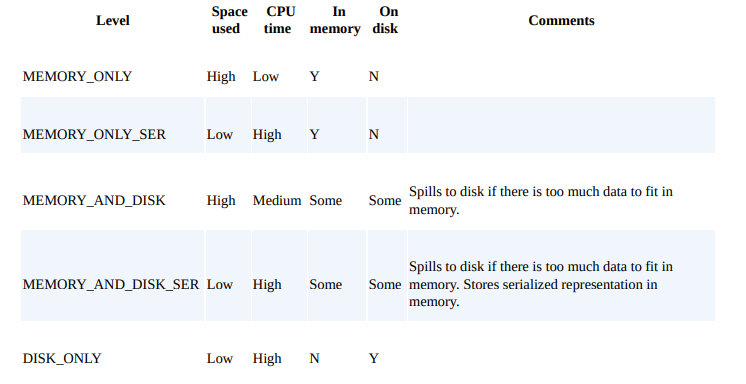 Level Space used CPU time In memory On disk Comments
MEMORY_ONLY High Low Y N
MEMORY_ONLY_SER Low High Y N
MEMORY_AND_DISK High Medium Some Some Spills to disk if there is too much data to fit in
memory.
MEMORY_AND_DISK_SER Low High Some Some Spills to disk if there is too much data to fit in
memory. Stores serialized representation in
memory.
DISK_ONLY Low High N Y